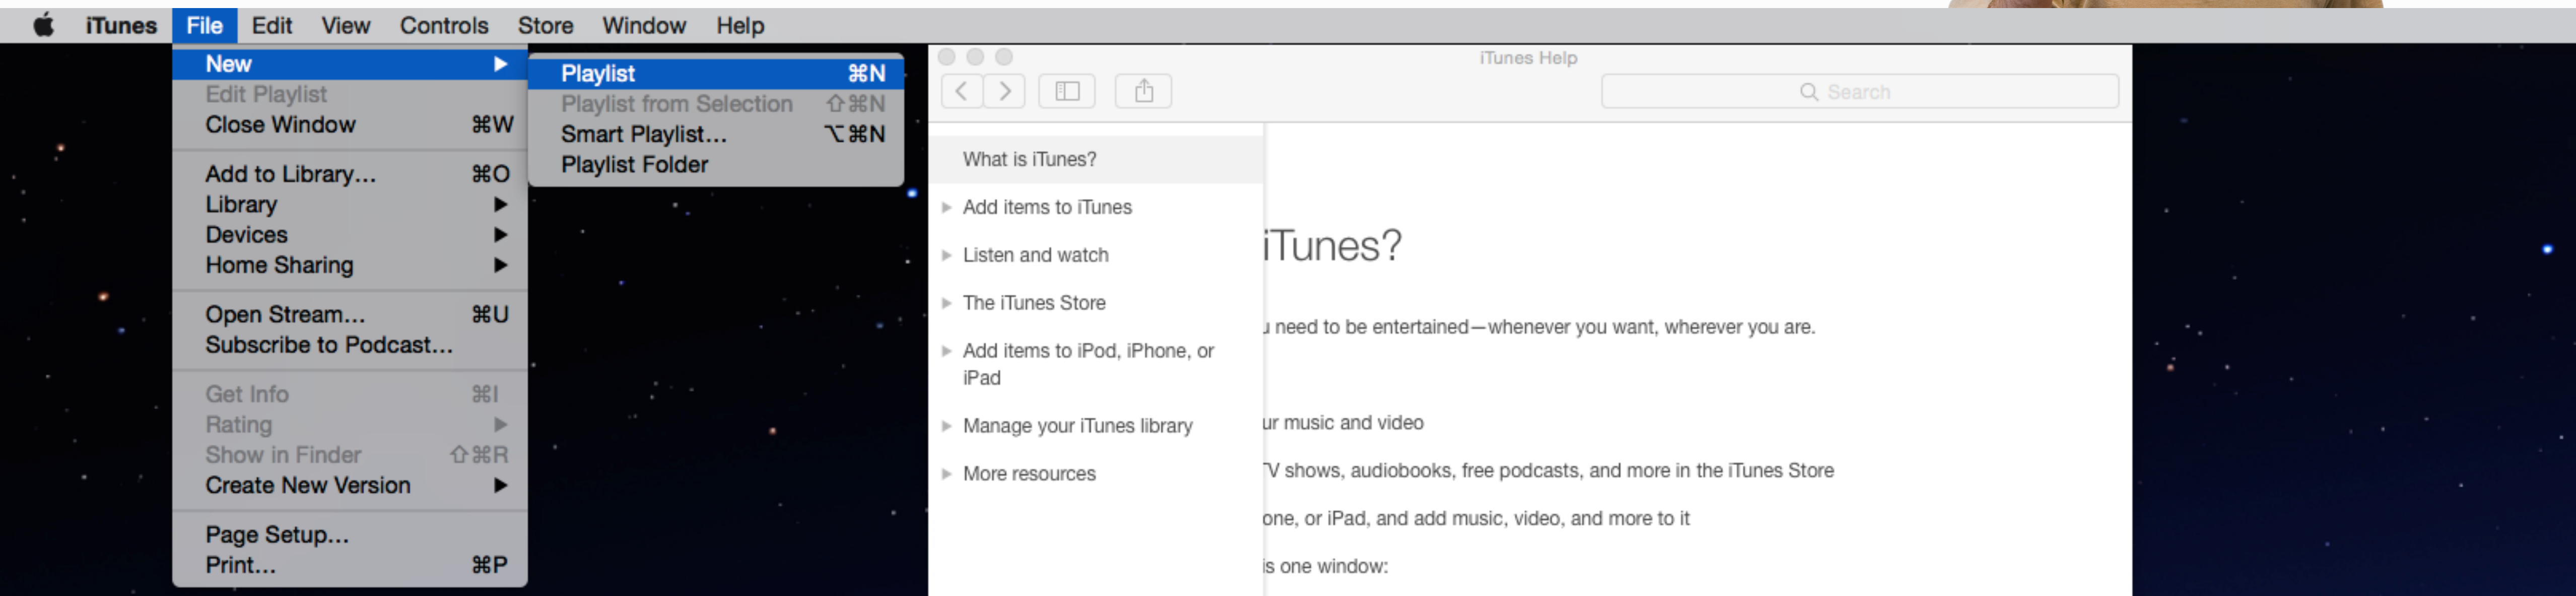 iTunes File Edit View Controls Store Window Help
New
Edit Playlist
Close Window ⌘W
Add to Library... ⌘O
Library
Devices
Home Sharing
Open Stream... ⌘U
Subscribe to Podcast...
Get Info ⌘I
Rating
Show in Finder ⇧⌘R
Create New Version
Page Setup...
Print... ⌘P
Playlist ⌘N
Playlist from Selection ⇧⌘N
Smart Playlist... ⌥⌘N
Playlist Folder
iTunes Help
Search
What is iTunes?
Add items to iTunes
Listen and watch
The iTunes Store
Add items to iPod, iPhone, or
iPad
Manage your iTunes library
More resources
iTunes?
need to be entertained—whenever you want, wherever you are.
ur music and video
TV shows, audiobooks, free podcasts, and more in the iTunes Store
one, or iPad, and add music, video, and more to it
is one window: